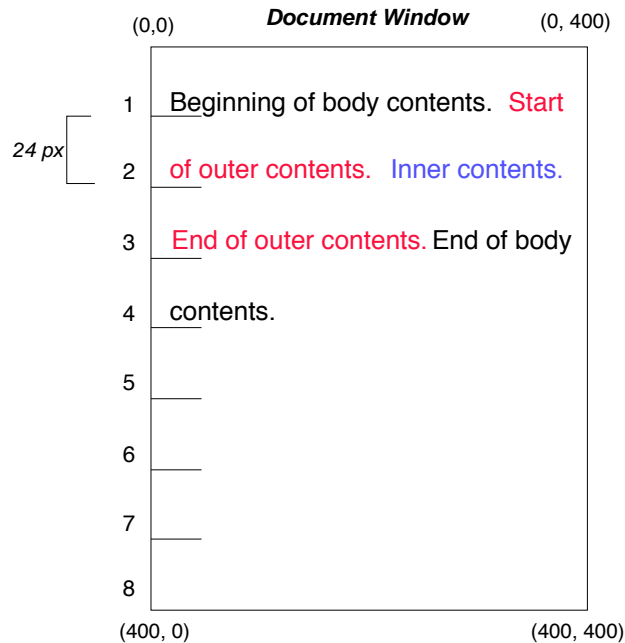 Document Window
(0,0) (0, 400)
1 Beginning of body contents. Start
24 px
2 of outer contents. Inner contents.
3 End of outer contents. End of body
4 contents.
5
6
7
8
(400, 0) (400, 400)